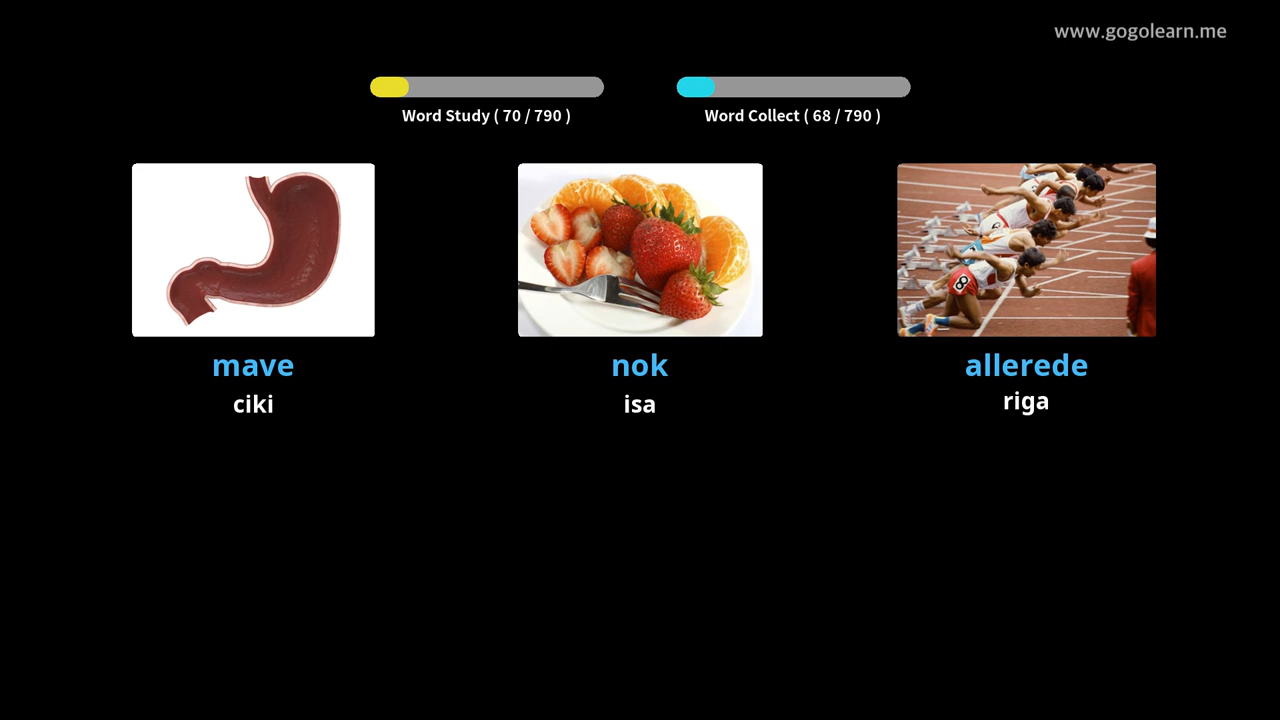 www.gogolearn.me
Word Study ( 70 / 790 )
Word Collect ( 68 / 790 )
mave
ciki
nok
isa
allerede
riga